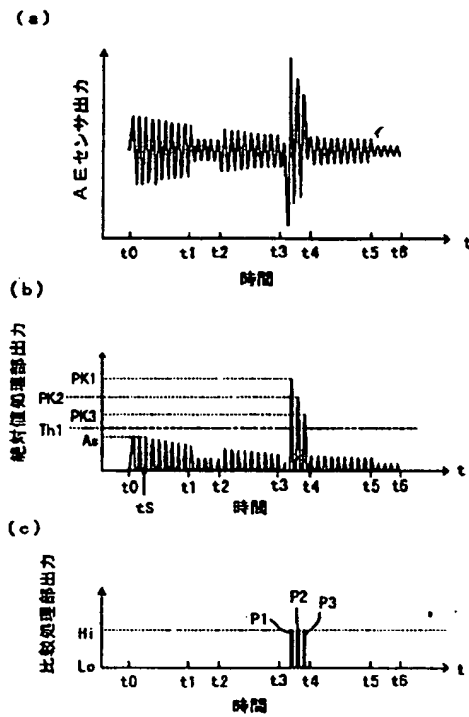 (a)
AEセンサ出力
t0 t1 t2 t3 t4 t5 t6 t
時間
(b)
絶対値処理部出力
PK1
PK2
PK3
Th1
As
t0 t1 t2 t3 t4 t5 t6 t
tS
時間
(c)
比較処理部出力
P2
P1 P3
Hi
Lo
t0 t1 t2 t3 t4 t5 t6 t
時間